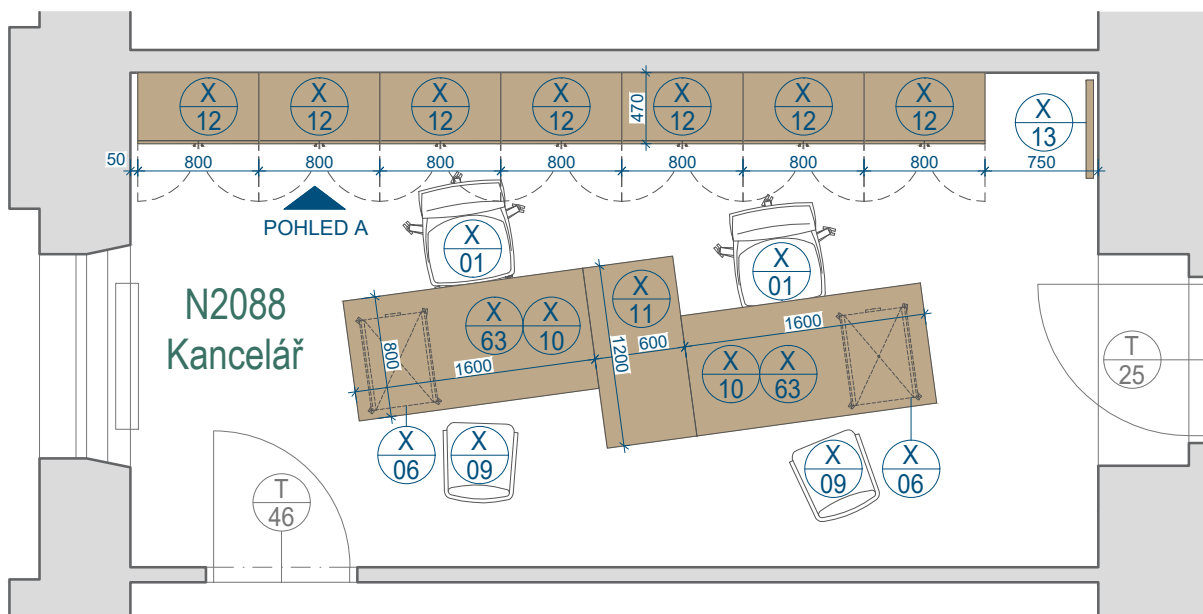 X X X X X X X
12 12 12 12 12 12 12
470
X
13
50 800 800 800 800 800 800 800 750
POHLED A
X
01
X
01
N2088
Kancelář
X
63
X
10
X
11
800
1600
1200
600
1600
X
10
X
63
T
25
X
06
X
09
X
09
X
06
T
46